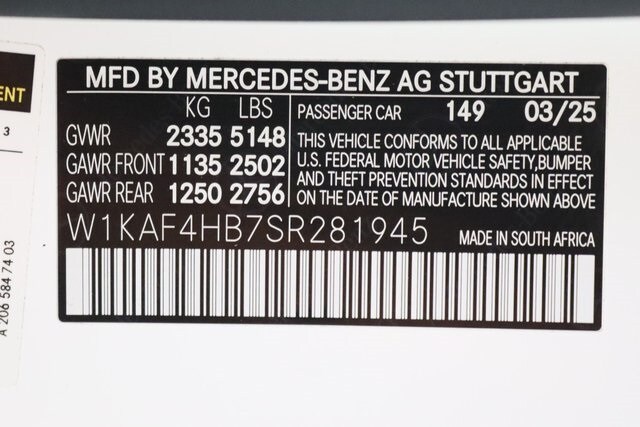 MFD BY MERCEDES-BENZ AG STUTTGART
KG LBS
GVWR 2335 5148
GAWR FRONT 1135 2502
GAWR REAR 1250 2756
PASSENGER CAR 149 03/25
THIS VEHICLE CONFORMS TO ALL APPLICABLE
U.S. FEDERAL MOTOR VEHICLE SAFETY,BUMPER
AND THEFT PREVENTION STANDARDS IN EFFECT
ON THE DATE OF MANUFACTURE SHOWN ABOVE
W1KAF4HB7SR281945
MADE IN SOUTH AFRICA
3
A 206 584 74 03